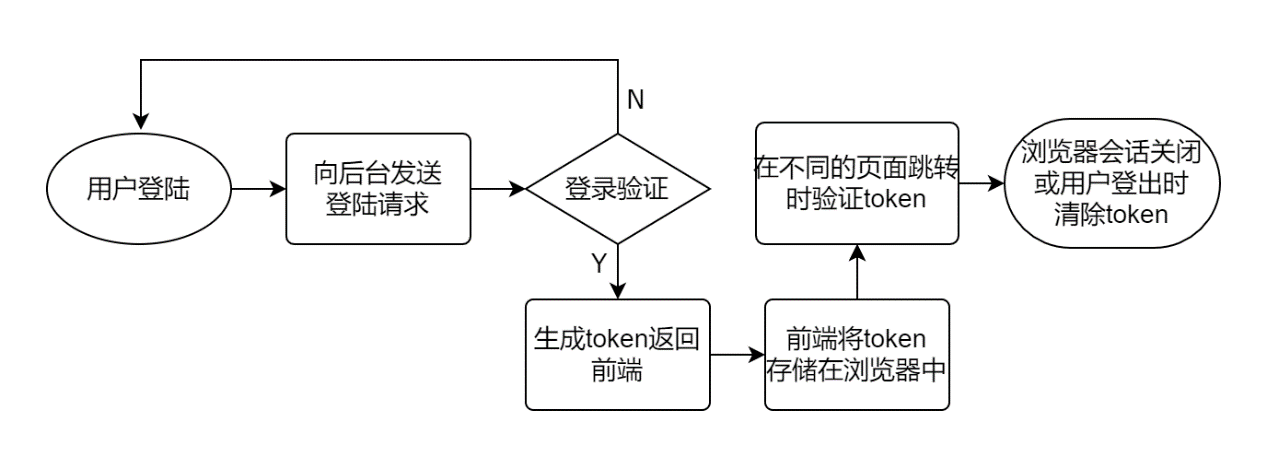 用户登陆
向后台发送
登陆请求
登录验证
N
Y
生成token返回
前端
前端将token
存储在浏览器中
在不同的页面跳转
时验证token
浏览器会话关闭
或用户登出时
清除token